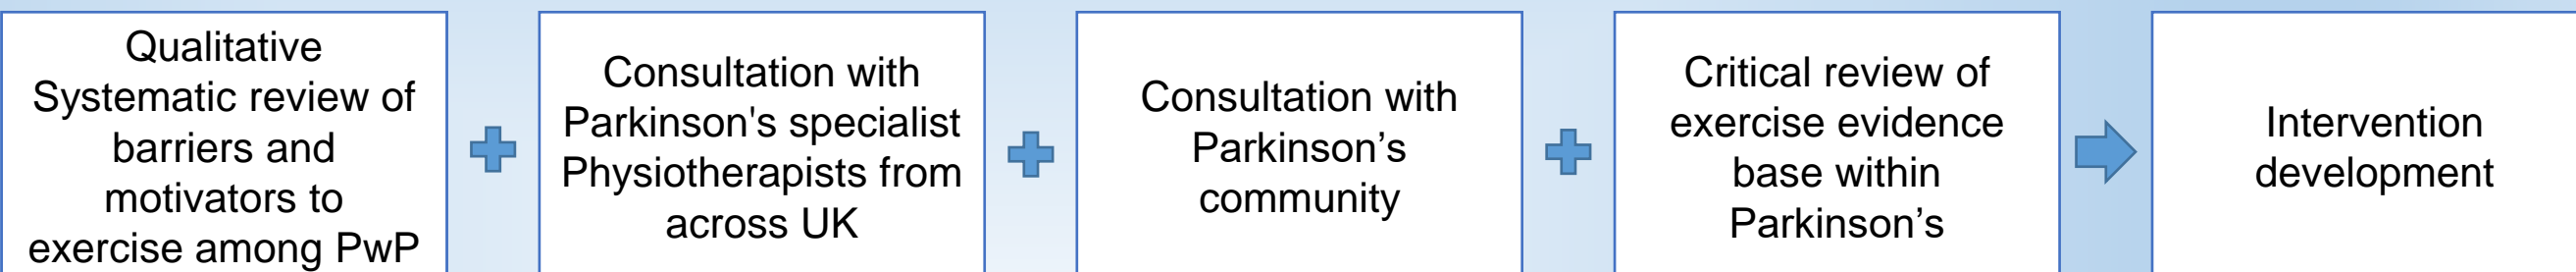 Qualitative
Systematic review of
barriers and
motivators to
exercise among PwP
Consultation with
Parkinson's specialist
Physiotherapists from
across UK
Consultation with
Parkinson’s
community
Critical review of
exercise evidence
base within
Parkinson’s
Intervention
development